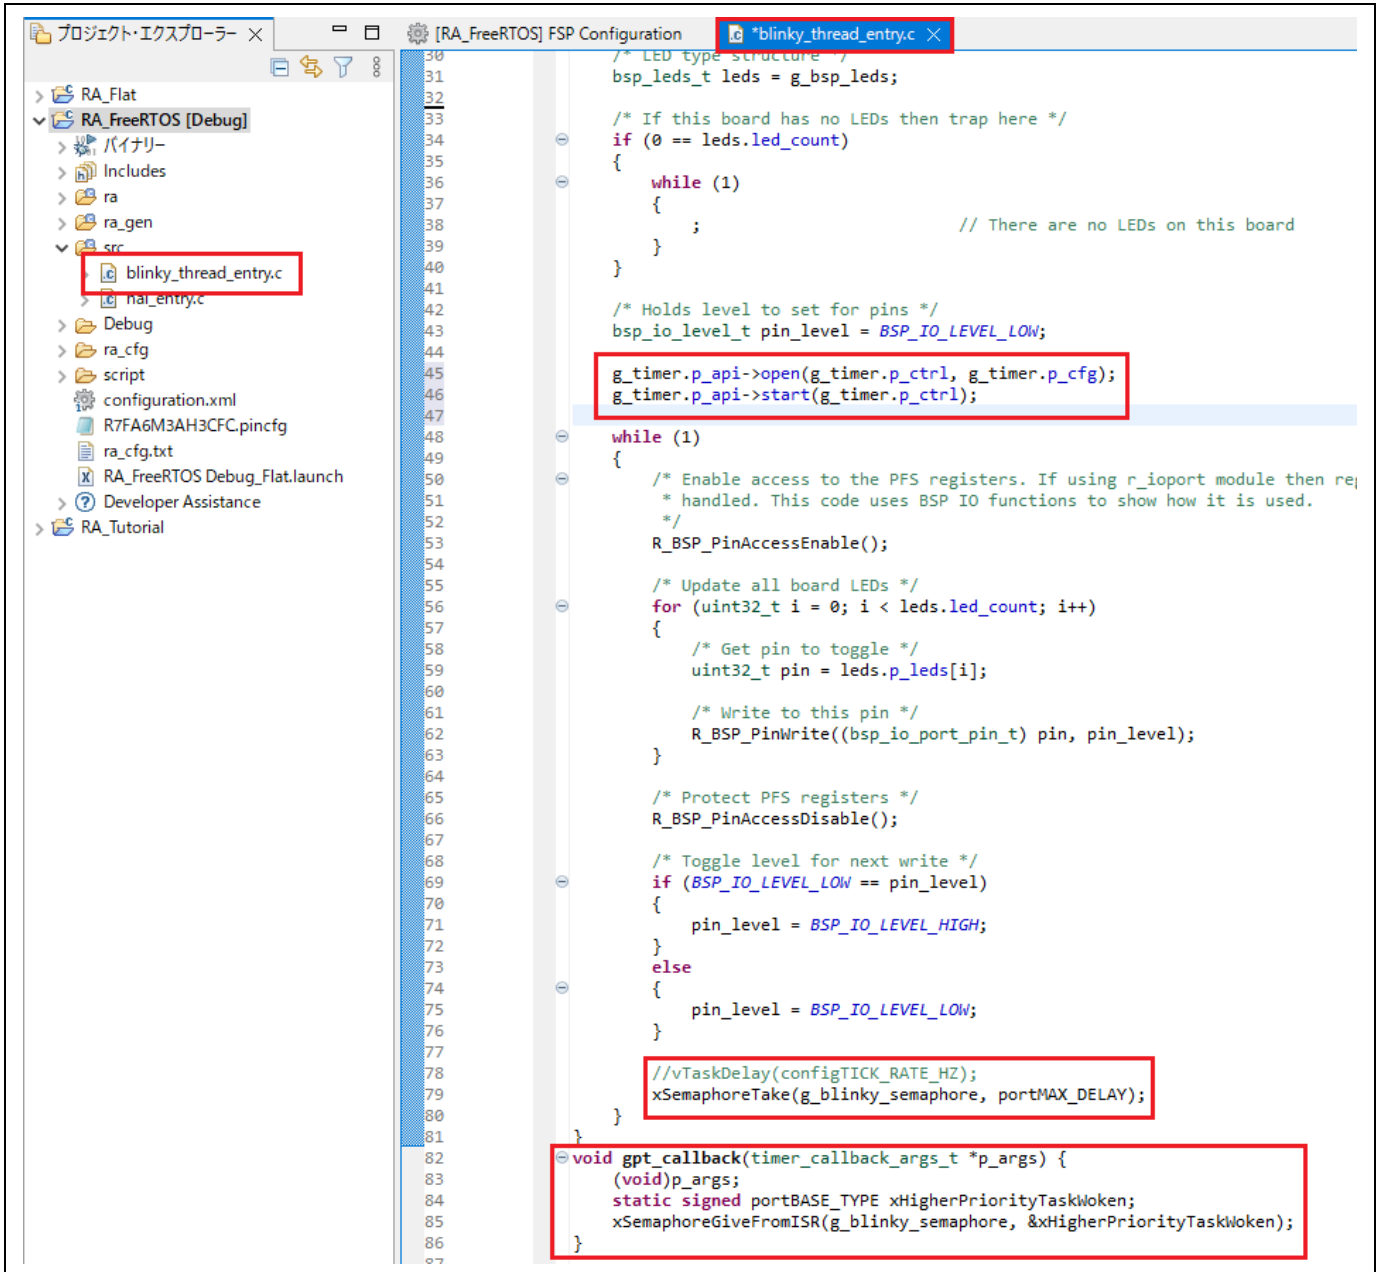 プロジェクト・エクスプローラー
[RA_FreeRTOS] FSP Configuration
*blinky_thread_entry.c
RA_Flat
RA_FreeRTOS [Debug]
バイナリー
Includes
ra
ra_gen
src
blinky_thread_entry.c
hal_entry.c
Debug
ra_cfg
script
configuration.xml
R7FA6M3AH3CFC.pincfg
ra_cfg.txt
RA_FreeRTOS Debug_Flat.launch
Developer Assistance
RA_Tutorial
30 /* LED type structure */
31 bsp_leds_t leds = g_bsp_leds;
32
33 /* If this board has no LEDs then trap here */
34 if (0 == leds.led_count)
35 {
36 while (1)
37 {
38 ; // There are no LEDs on this board
39 }
40 }
41
42 /* Holds level to set for pins */
43 bsp_io_level_t pin_level = BSP_IO_LEVEL_LOW;
44
45 g_timer.p_api->open(g_timer.p_ctrl, g_timer.p_cfg);
46 g_timer.p_api->start(g_timer.p_ctrl);
47
48 while (1)
49 {
50 /* Enable access to the PFS registers. If using r_ioport module then reg
51 * handled. This code uses BSP IO functions to show how it is used.
52 */
53 R_BSP_PinAccessEnable();
54
55 /* Update all board LEDs */
56 for (uint32_t i = 0; i < leds.led_count; i++)
57 {
58 /* Get pin to toggle */
59 uint32_t pin = leds.p_leds[i];
60
61 /* Write to this pin */
62 R_BSP_PinWrite((bsp_io_port_pin_t) pin, pin_level);
63 }
64
65 /* Protect PFS registers */
66 R_BSP_PinAccessDisable();
67
68 /* Toggle level for next write */
69 if (BSP_IO_LEVEL_LOW == pin_level)
70 {
71 pin_level = BSP_IO_LEVEL_HIGH;
72 }
73 else
74 {
75 pin_level = BSP_IO_LEVEL_LOW;
76 }
77
78 //vTaskDelay(configTICK_RATE_HZ);
79 xSemaphoreTake(g_blinky_semaphore, portMAX_DELAY);
80 }
81 }
82 void gpt_callback(timer_callback_args_t *p_args) {
83 (void)p_args;
84 static signed portBASE_TYPE xHigherPriorityTaskWoken;
85 xSemaphoreGiveFromISR(g_blinky_semaphore, &xHigherPriorityTaskWoken);
86 }
87